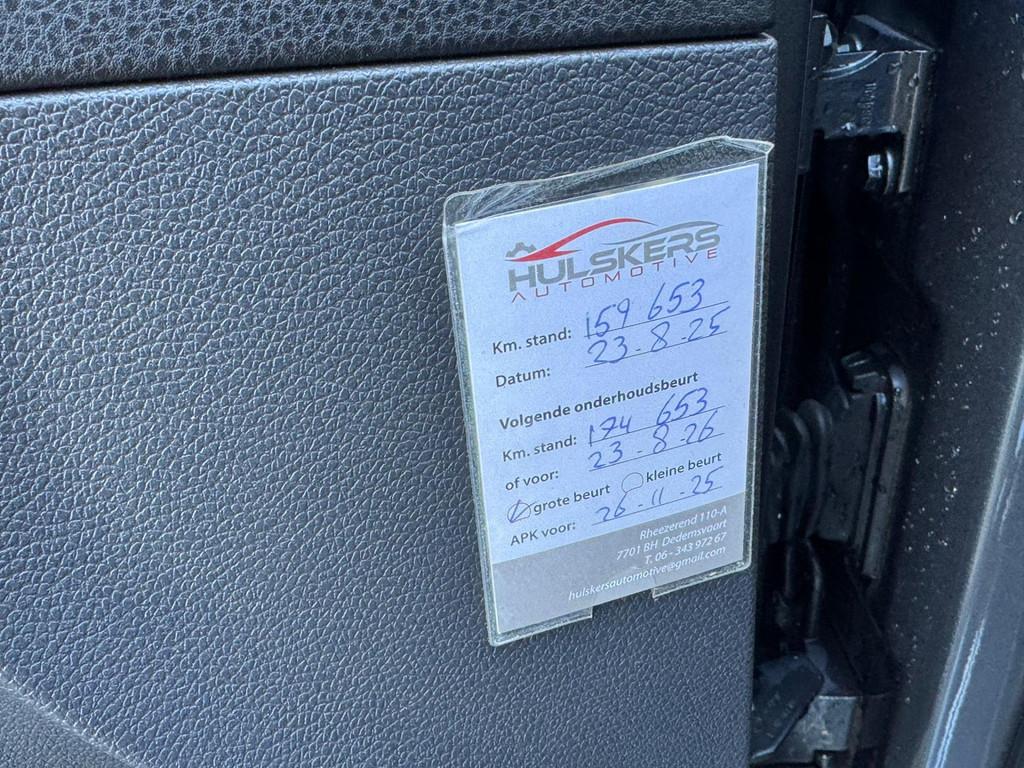 HULSKERS
AUTOMOTIVE
Km. stand: 159 653
Datum: 23-8-25
Volgende onderhoudsbeurt
Km. stand: 174 653
of voor: 23-8-26
grote beurt kleine beurt
APK voor: 26-11-25
Rheezerend 110-A
7701 BH Dedemsvaart
T. 06 - 343 972 67
hulskersautomotive@gmail.com